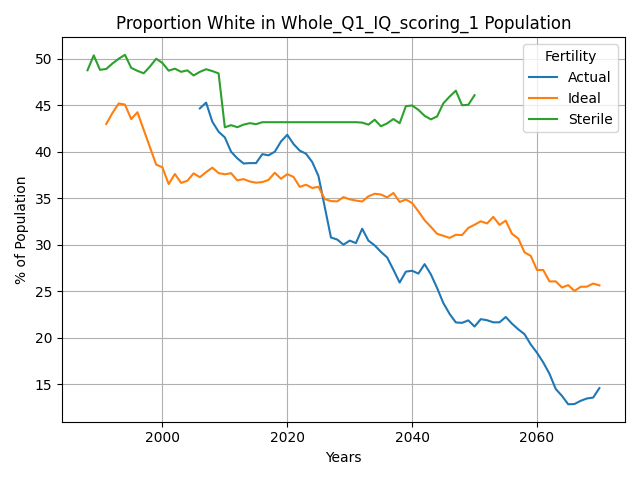 Proportion White in Whole_Q1_IQ_scoring_1 Population
Fertility
Actual
Ideal
Sterile
% of Population
50
45
40
35
30
25
20
15
2000
2020
2040
2060
Years